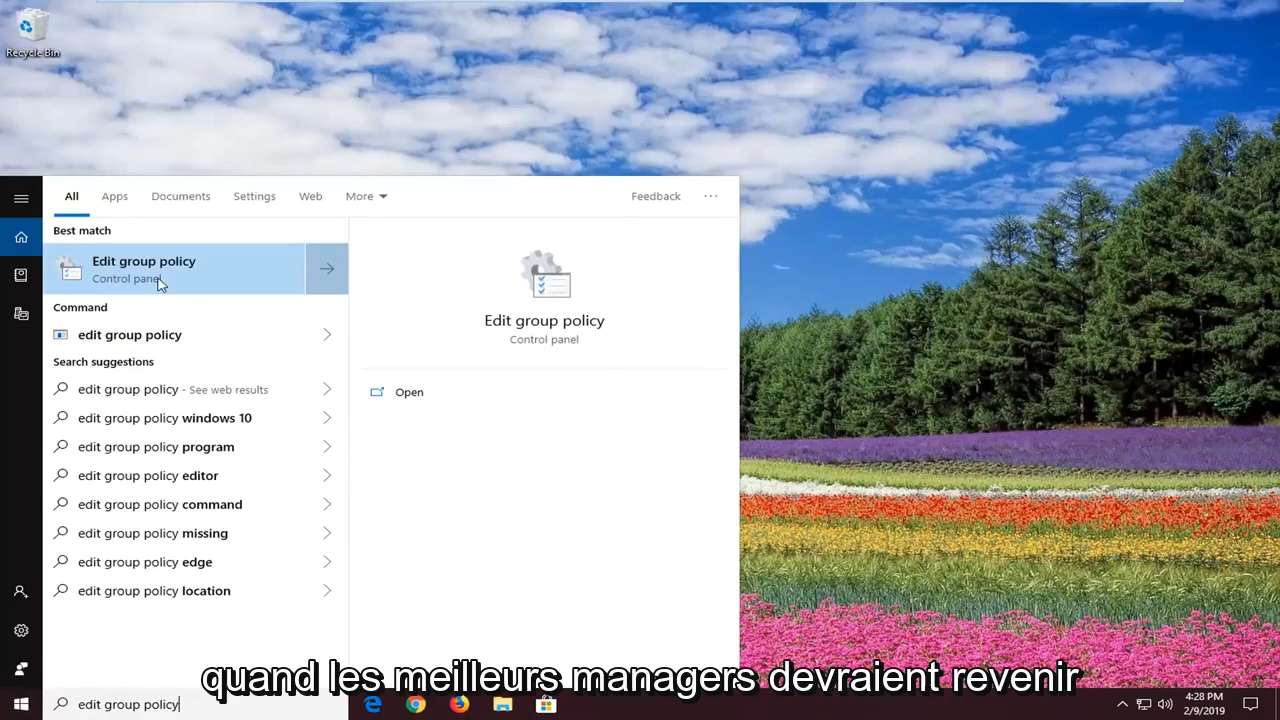 Recycle Bin
All Apps Documents Settings Web More Feedback ...
Best match
Edit group policy
Control panel
Command
edit group policy
Search suggestions
edit group policy - See web results
edit group policy windows 10
edit group policy program
edit group policy editor
edit group policy command
edit group policy missing
edit group policy edge
edit group policy location
Edit group policy
Control panel
Open
quand les meilleurs managers devraient revenir
edit group policy
4:28 PM
2/9/2019